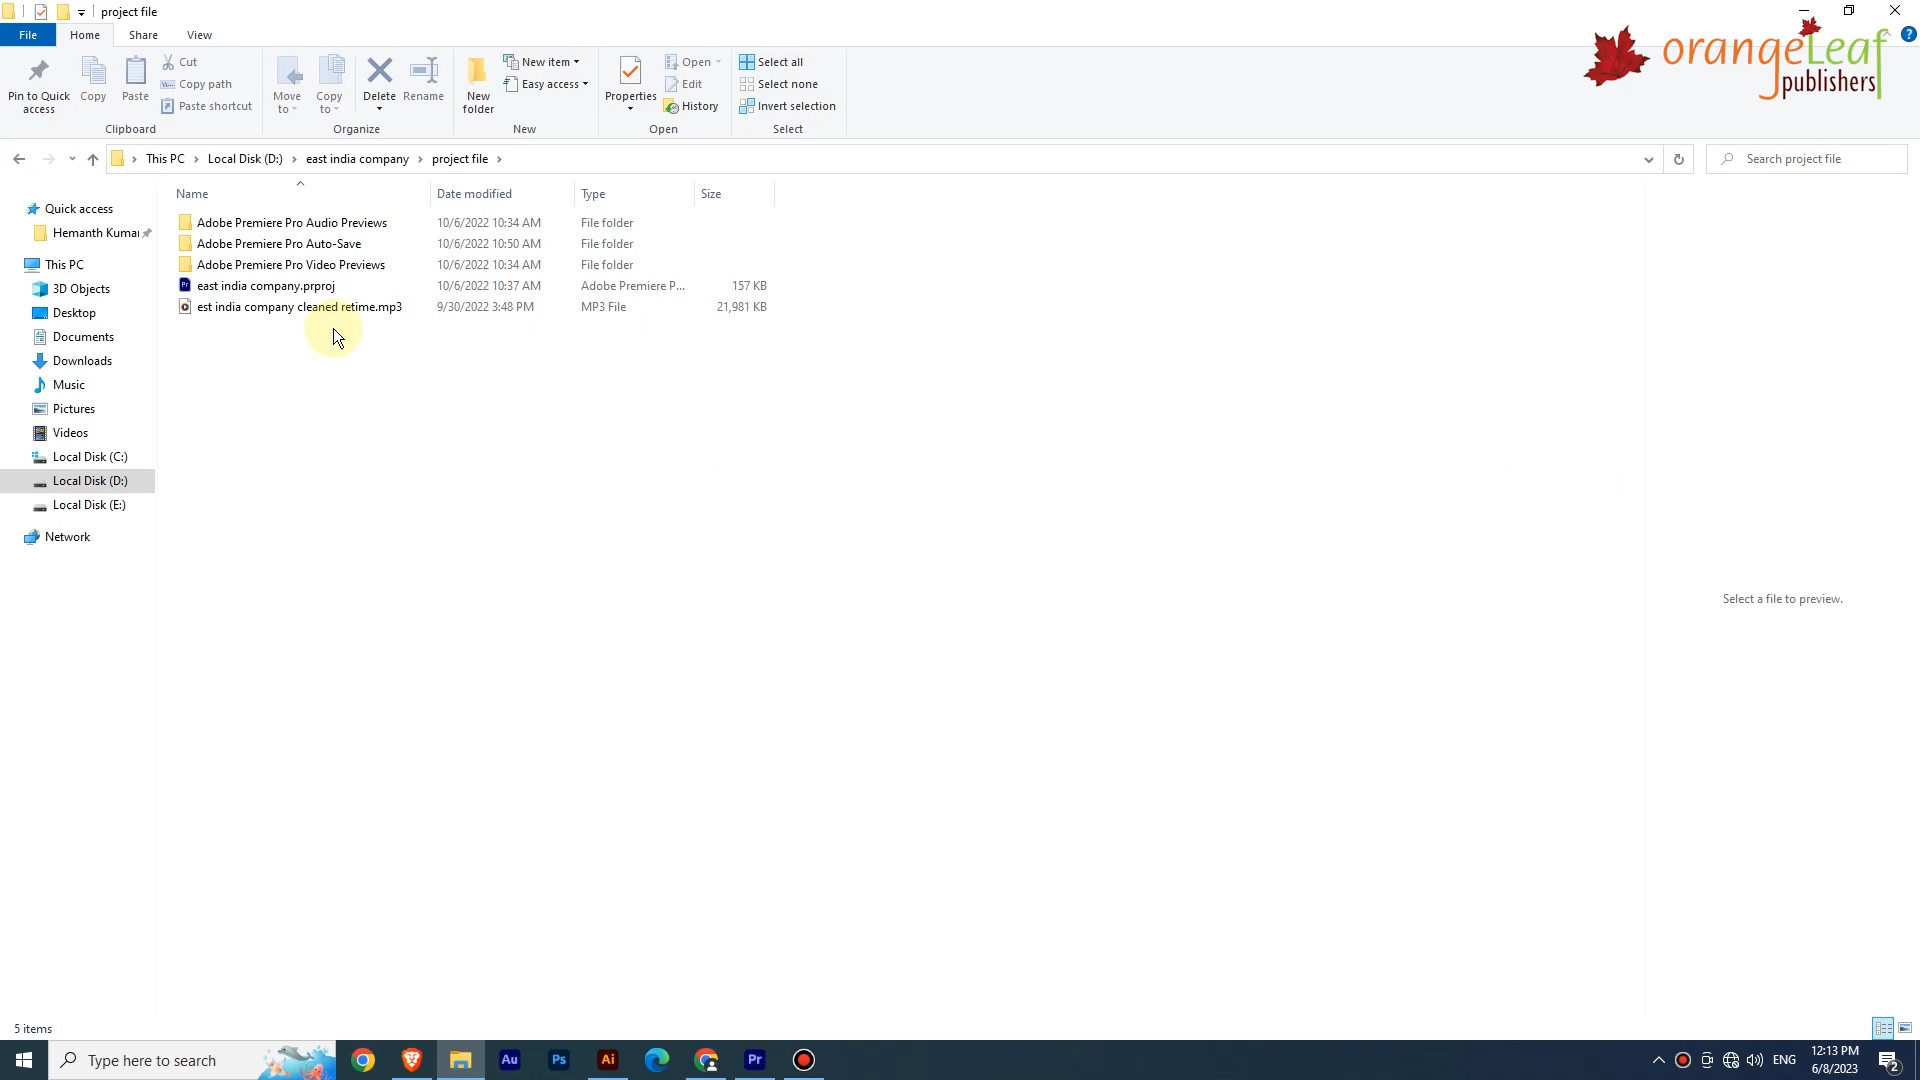 project file
File
Home
Share
View
orangeLeaf
publishers
?
Pin to Quick
access
Copy
Paste
Cut
Copy path
Paste shortcut
Clipboard
Move
to
Copy
to
Delete
Rename
Organize
New
folder
New item
Easy access
New
Properties
Open
Edit
History
Open
Select all
Select none
Invert selection
Select
This PC
Local Disk (D:)
east india company
project file
Search project file
Name
Date modified
Type
Size
Quick access
Hemanth Kumar
This PC
3D Objects
Desktop
Documents
Downloads
Music
Pictures
Videos
Local Disk (C:)
Local Disk (D:)
Local Disk (E:)
Network
Adobe Premiere Pro Audio Previews 10/6/2022 10:34 AM File folder
Adobe Premiere Pro Auto-Save 10/6/2022 10:50 AM File folder
Adobe Premiere Pro Video Previews 10/6/2022 10:34 AM File folder
Pr east india company.prproj 10/6/2022 10:37 AM Adobe Premiere P... 157 KB
est india company cleaned retime.mp3 9/30/2022 3:48 PM MP3 File 21,981 KB
Select a file to preview.
5 items
Type here to search
Au
Ps
Ai
Pr
ENG
12:13 PM
6/8/2023
2